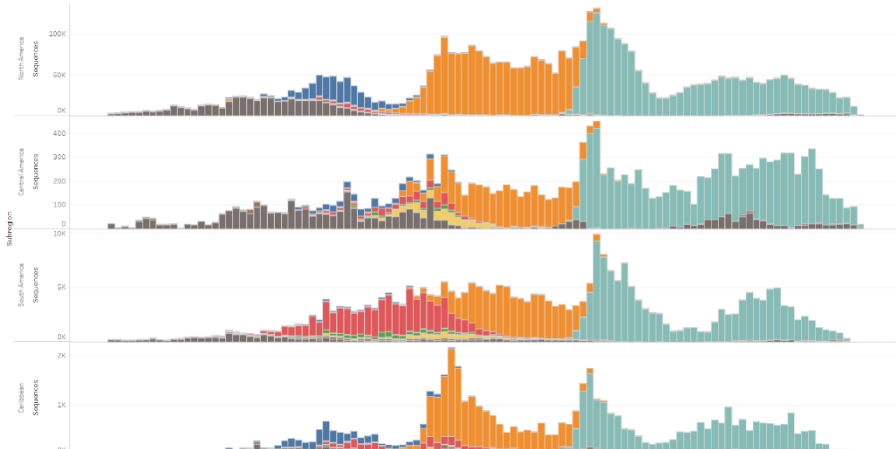 Subregion
North America
Sequences
100K
50K
0K
Central America
Sequences
400
300
200
100
0
South America
Sequences
10K
5K
0K
Caribbean
Sequences
2K
1K